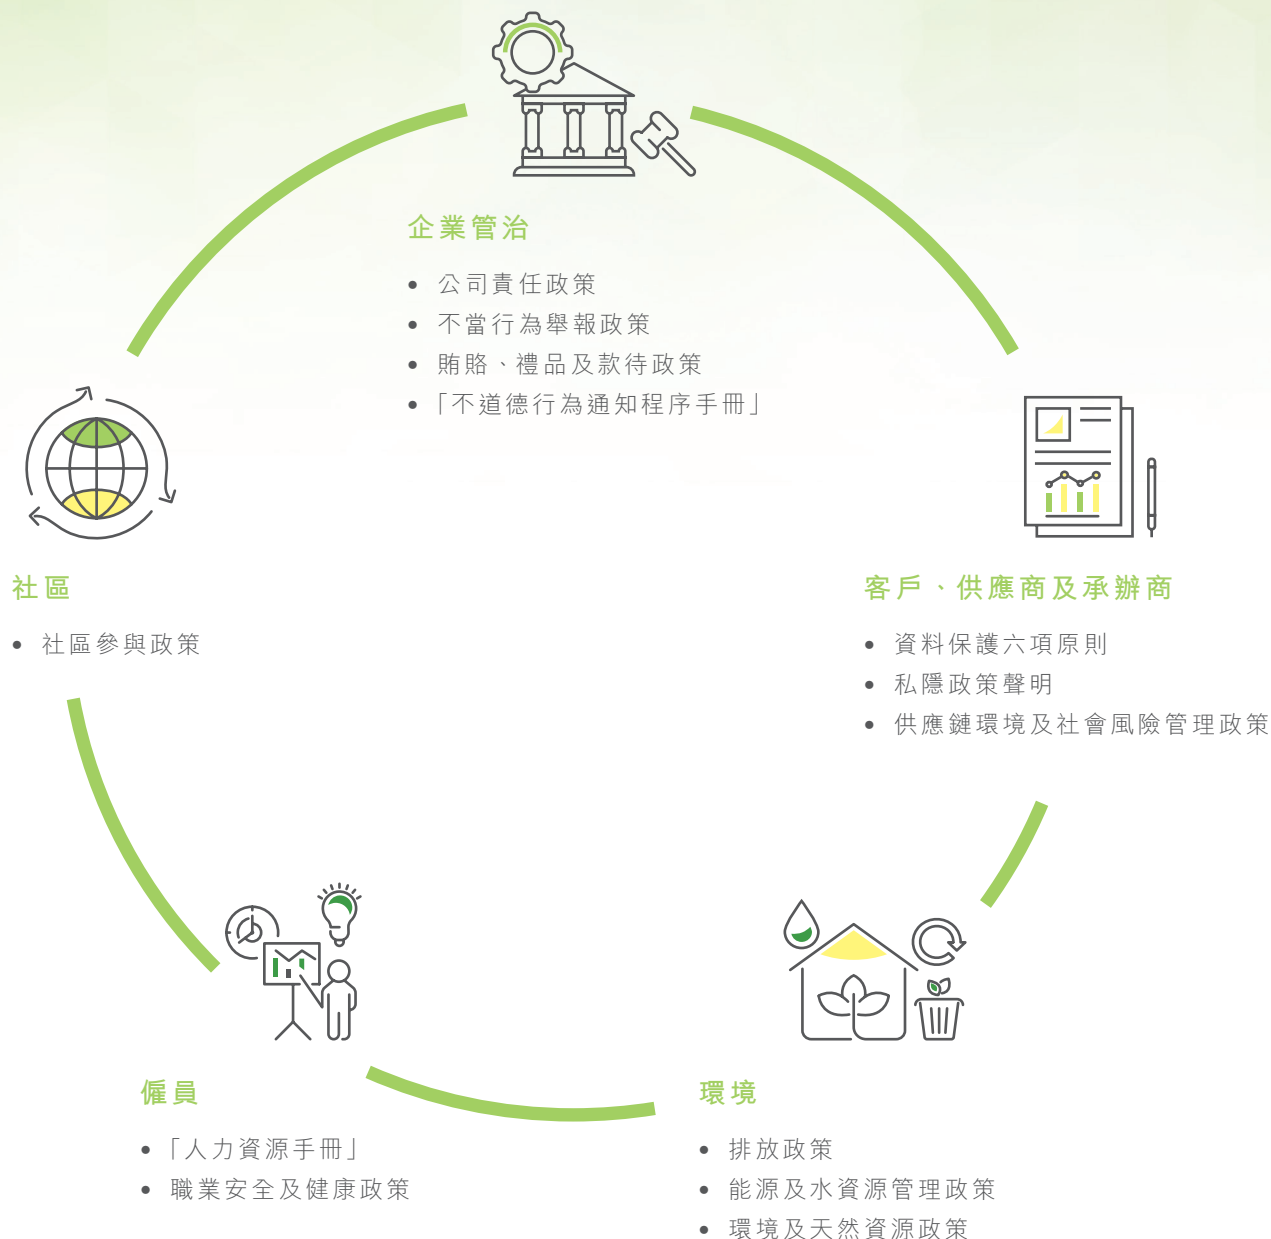 企業管治
• 公司責任政策
• 不當行為舉報政策
• 賄賂、禮品及款待政策
•「不道德行為通知程序手冊」
社區
• 社區參與政策
客戶、供應商及承辦商
• 資料保護六項原則
• 私隱政策聲明
• 供應鏈環境及社會風險管理政策
僱員
•「人力資源手冊」
• 職業安全及健康政策
環境
• 排放政策
• 能源及水資源管理政策
• 環境及天然資源政策